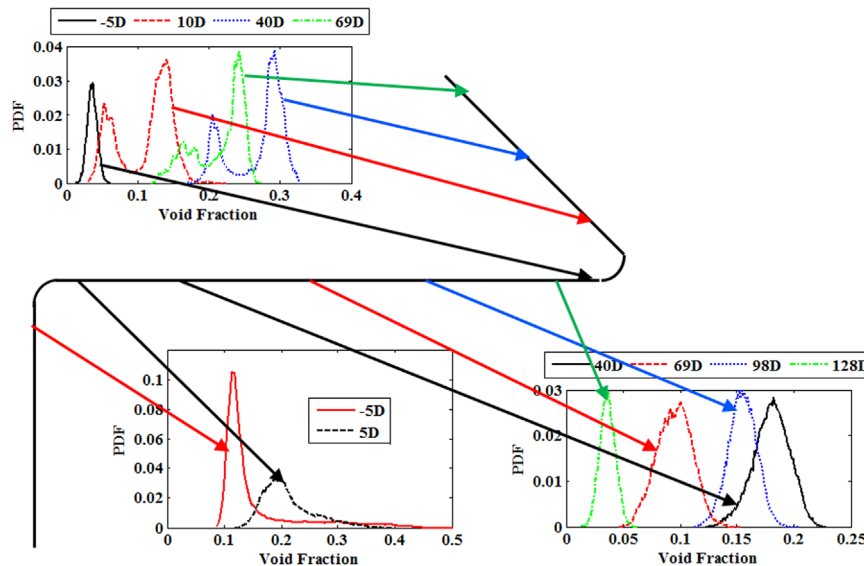 -5D 10D 40D 69D
0.04
0.03
0.02
0.01
0
PDF
0 0.1 0.2 0.3 0.4
Void Fraction
0.1
0.08
0.06
0.04
0.02
0
PDF
-5D
5D
0 0.1 0.2 0.3 0.4 0.5
Void Fraction
40D 69D 98D 128D
0.03
0.02
0.01
0
PDF
0 0.05 0.1 0.15 0.2 0.25
Void Fraction